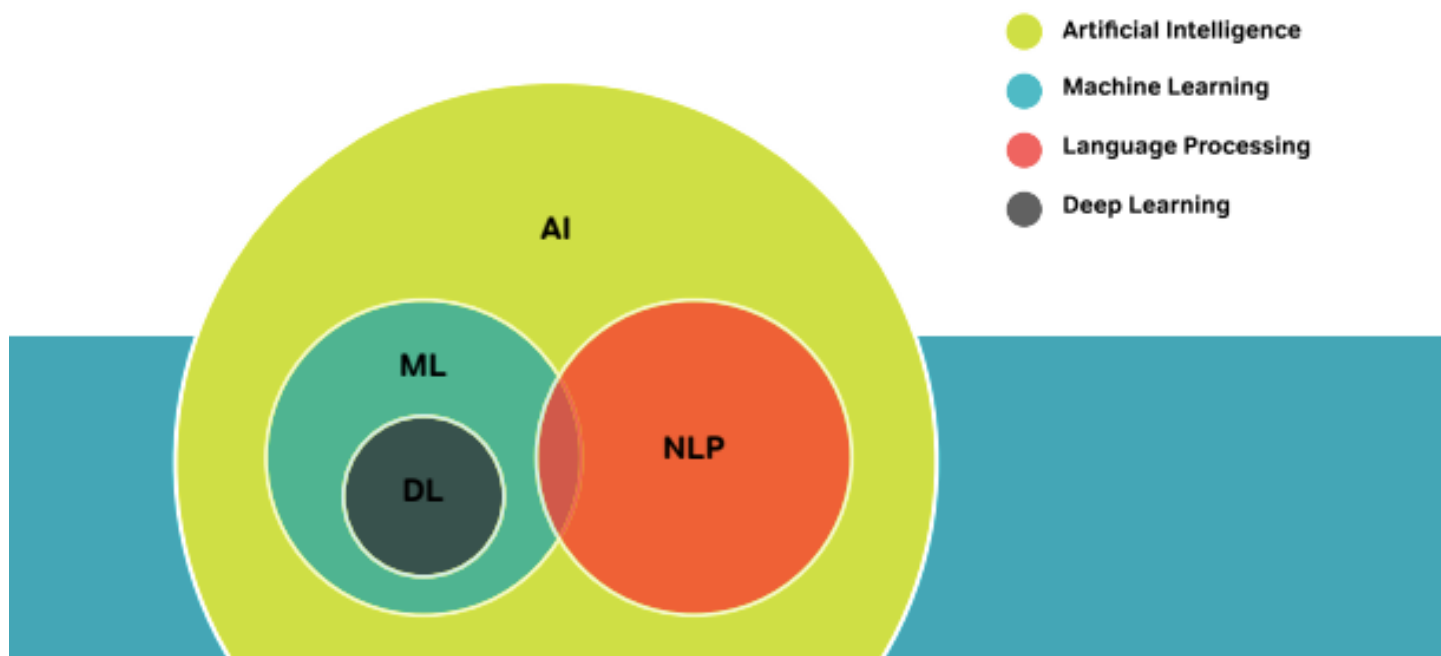 Artificial Intelligence
Machine Learning
Language Processing
Deep Learning
AI
ML
NLP
DL